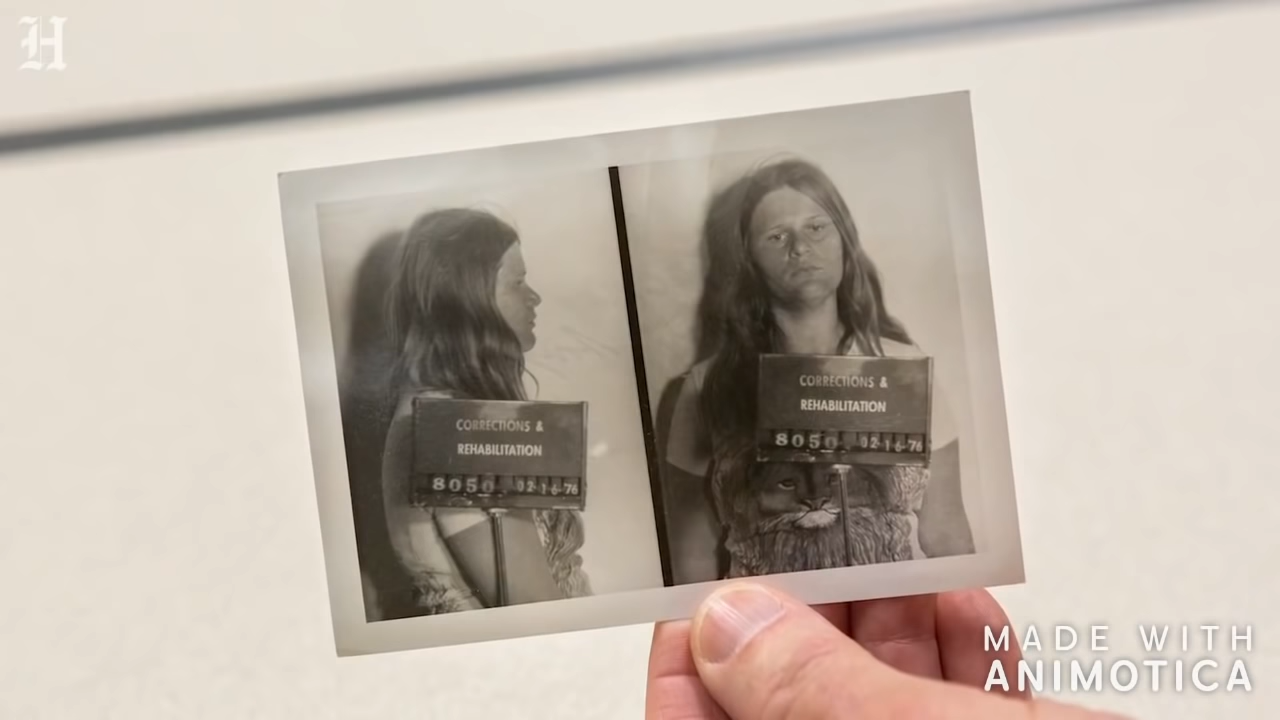 H
CORRECTIONS &
REHABILITATION
8050 02-16-76
CORRECTIONS &
REHABILITATION
8050 02-16-76
MADE WITH
ANIMOTICA